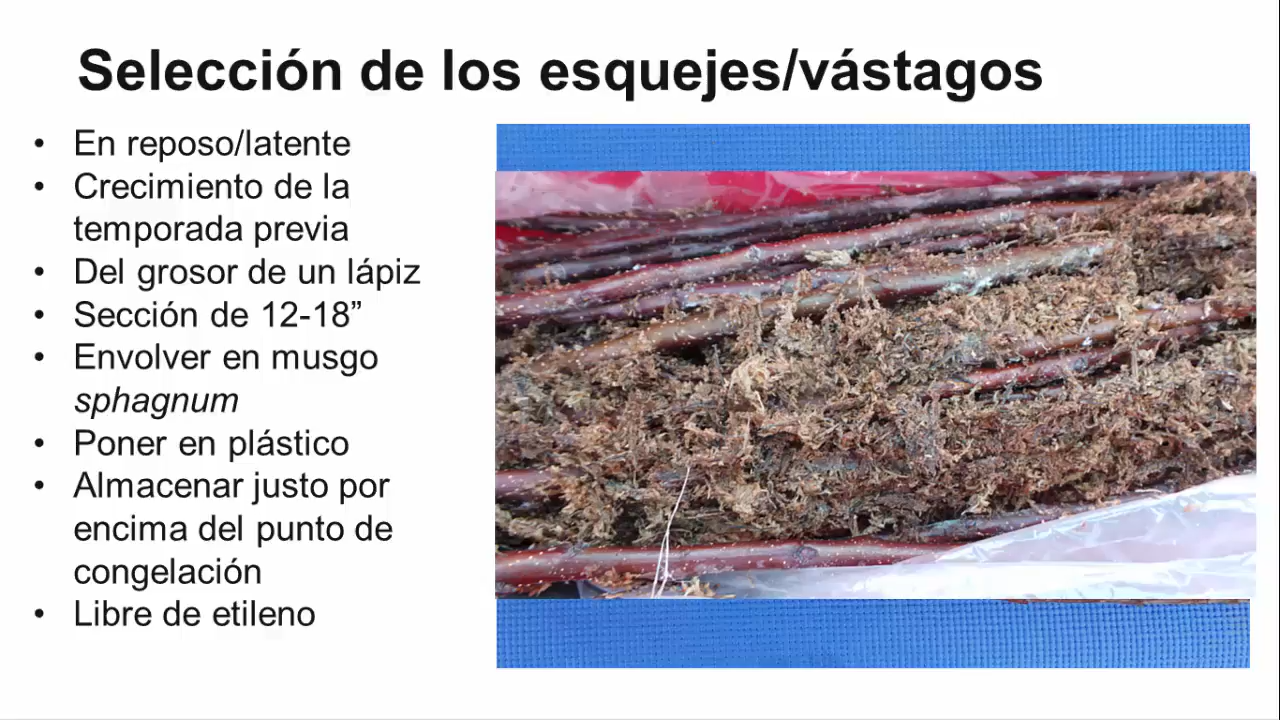 Selección de los esquejes/vástagos
• En reposo/latente
• Crecimiento de la
temporada previa
• Del grosor de un lápiz
• Sección de 12-18”
• Envolver en musgo
sphagnum
• Poner en plástico
• Almacenar justo por
encima del punto de
congelación
• Libre de etileno